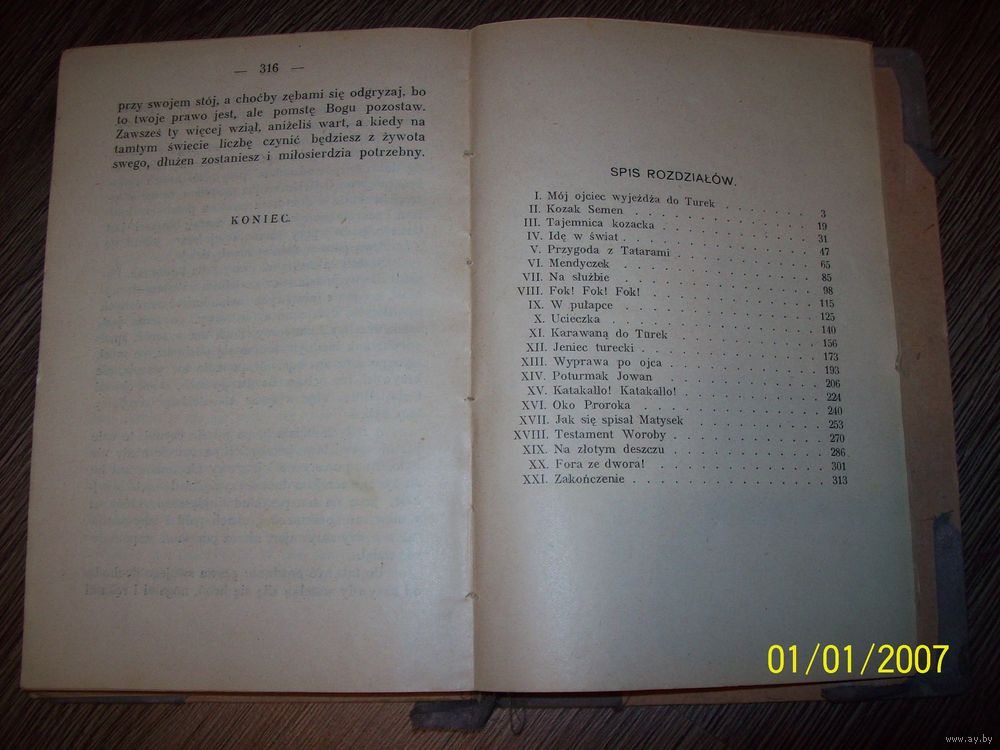 — 316 —
przy swojem stój, a choćby zębami się odgryzaj, bo
to twoje prawo jest, ale pomstę Bogu pozostaw.
Zawsześ ty więcej wziął, aniżeliś wart, a kiedy na
tamtym świecie liczbę czynić będziesz z żywota
swego, dłużen zostaniesz i miłosierdzia potrzebny.
KONIEC.
SPIS ROZDZIAŁÓW.
I. Mój ojciec wyjeżdża do Turek . . . . . . . 3
II. Kozak Semen . . . . . . . . . . . . 19
III. Tajemnica kozacka . . . . . . . . . . 31
IV. Idę w świat . . . . . . . . . . . . 47
V. Przygoda z Tatarami . . . . . . . . . 65
VI. Mendyczek . . . . . . . . . . . . 85
VII. Na służbie . . . . . . . . . . . . 98
VIII. Fok! Fok! Fok! . . . . . . . . . . 115
IX. W pułapce . . . . . . . . . . . . 125
X. Ucieczka . . . . . . . . . . . . 140
XI. Karawaną do Turek . . . . . . . . . 156
XII. Jeniec turecki . . . . . . . . . . . 173
XIII. Wyprawa po ojca . . . . . . . . . . 193
XIV. Poturmak Jowan . . . . . . . . . . 206
XV. Katakallo! Katakallo! . . . . . . . . . 224
XVI. Oko Proroka . . . . . . . . . . . 240
XVII. Jak się spisał Matysek . . . . . . . . 253
XVIII. Testament Woroby . . . . . . . . . 270
XIX. Na złotym deszczu . . . . . . . . . 286
XX. Fora ze dwora! . . . . . . . . . . 301
XXI. Zakończenie . . . . . . . . . . . 313
01/01/2007
www.ay.by